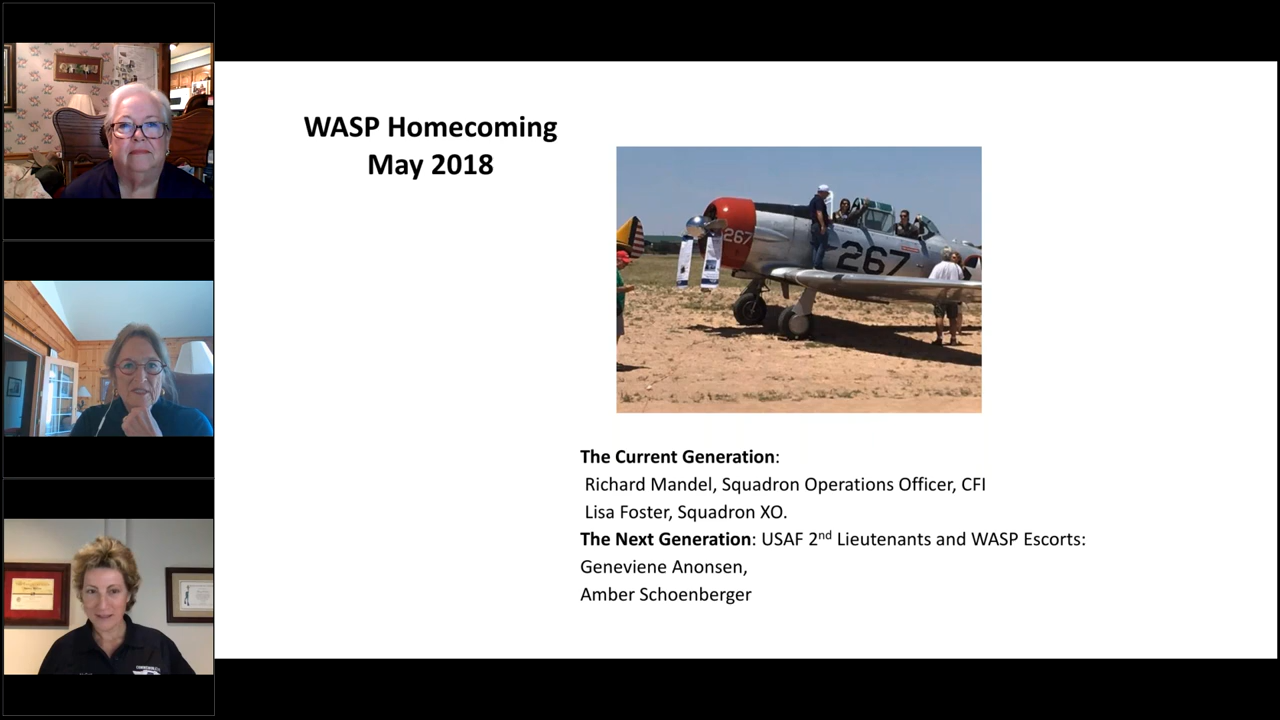 WASP Homecoming
May 2018
267
267
The Current Generation:
Richard Mandel, Squadron Operations Officer, CFI
Lisa Foster, Squadron XO.
The Next Generation: USAF 2nd Lieutenants and WASP Escorts:
Geneviene Anonsen,
Amber Schoenberger